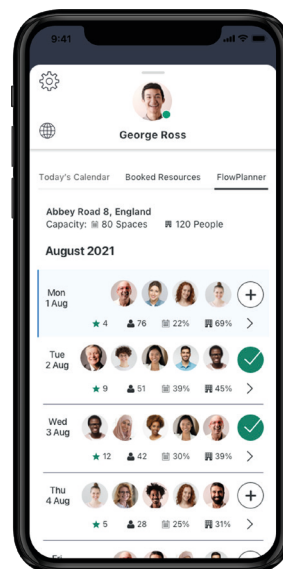 9:41
George Ross
Today's Calendar Booked Resources FlowPlanner
Abbey Road 8, England
Capacity: 80 Spaces 120 People
August 2021
Mon
1 Aug
4 76 22% 69%
Tue
2 Aug
9 51 39% 45%
Wed
3 Aug
12 42 30% 39%
Thu
4 Aug
5 28 25% 31%